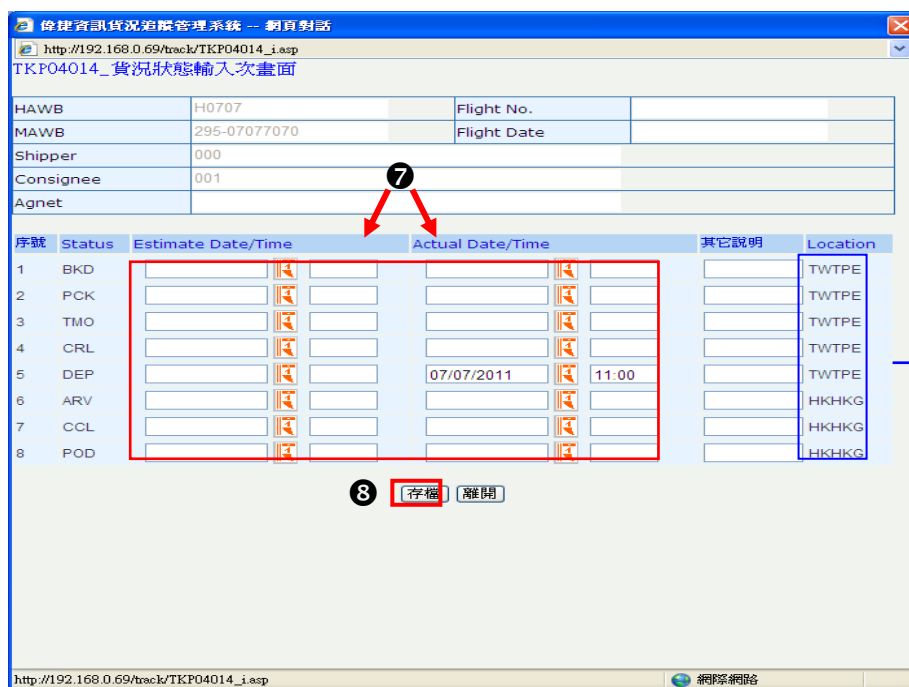 偉捷資訊貨況追蹤管理系統 -- 網頁對話
http://192.168.0.69/track/TKP04014_i.asp
TKP04014_貨況狀態輸入次畫面
HAWB H0707 Flight No.
MAWB 295-07077070 Flight Date
Shipper 000
Consignee 001
Agnet
❼
序號 Status Estimate Date/Time Actual Date/Time 其它說明 Location
1 BKD TWTPE
2 PCK TWTPE
3 TMO TWTPE
4 CRL TWTPE
5 DEP 07/07/2011 11:00 TWTPE
6 ARV HKHKG
7 CCL HKHKG
8 POD HKHKG
❽ 存檔 離開
http://192.168.0.69/track/TKP04014_i.asp 網際網路